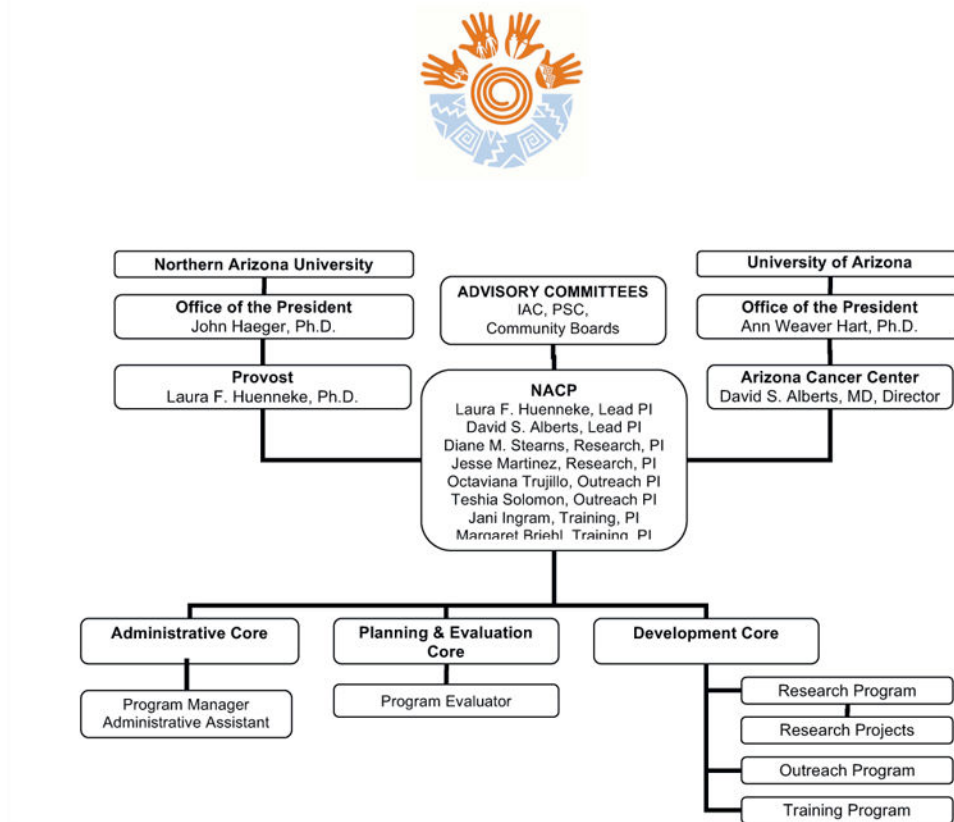 Northern Arizona University
Office of the President
John Haeger, Ph.D.
Provost
Laura F. Huenneke, Ph.D.
ADVISORY COMMITTEES
IAC, PSC,
Community Boards
University of Arizona
Office of the President
Ann Weaver Hart, Ph.D.
Arizona Cancer Center
David S. Alberts, MD, Director
NACP
Laura F. Huenneke, Lead PI
David S. Alberts, Lead PI
Diane M. Stearns, Research, PI
Jesse Martinez, Research, PI
Octaviana Trujillo, Outreach PI
Teshia Solomon, Outreach PI
Jani Ingram, Training, PI
Margaret Briehl, Training, PI
Administrative Core
Program Manager
Administrative Assistant
Planning & Evaluation
Core
Program Evaluator
Development Core
Research Program
Research Projects
Outreach Program
Training Program